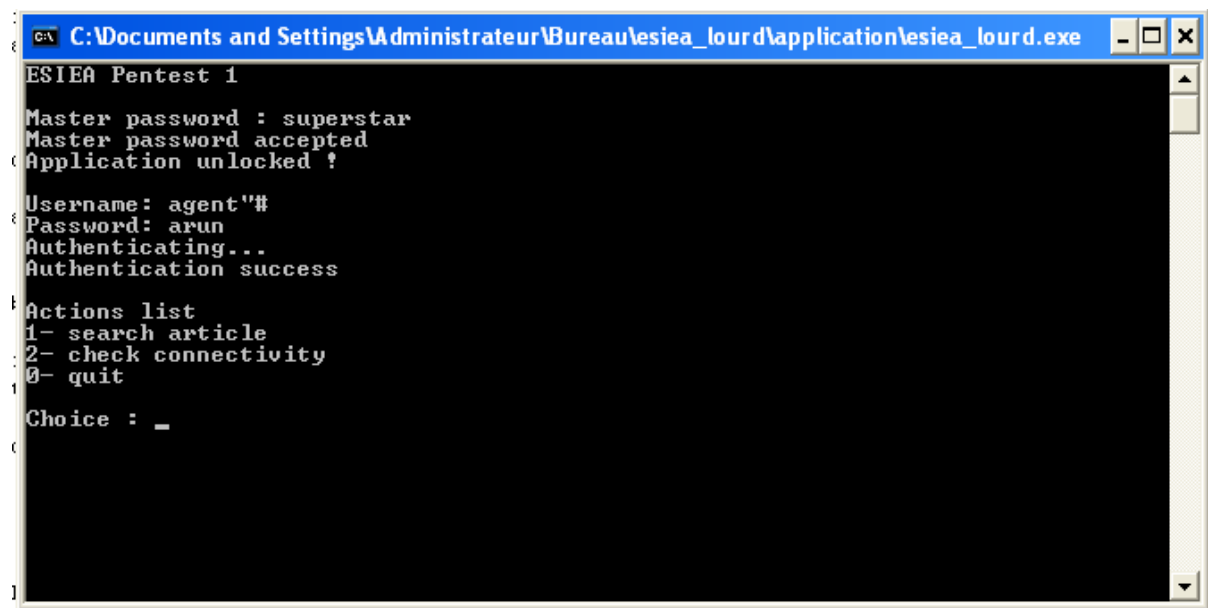 C:\Documents and Settings\Administrateur\Bureau\esiea_lourd\application\esiea_lourd.exe
ESIEA Pentest 1
Master password : superstar
Master password accepted
Application unlocked !
Username: agent"#
Password: arun
Authenticating...
Authentication success
Actions list
1- search article
2- check connectivity
0- quit
Choice : _